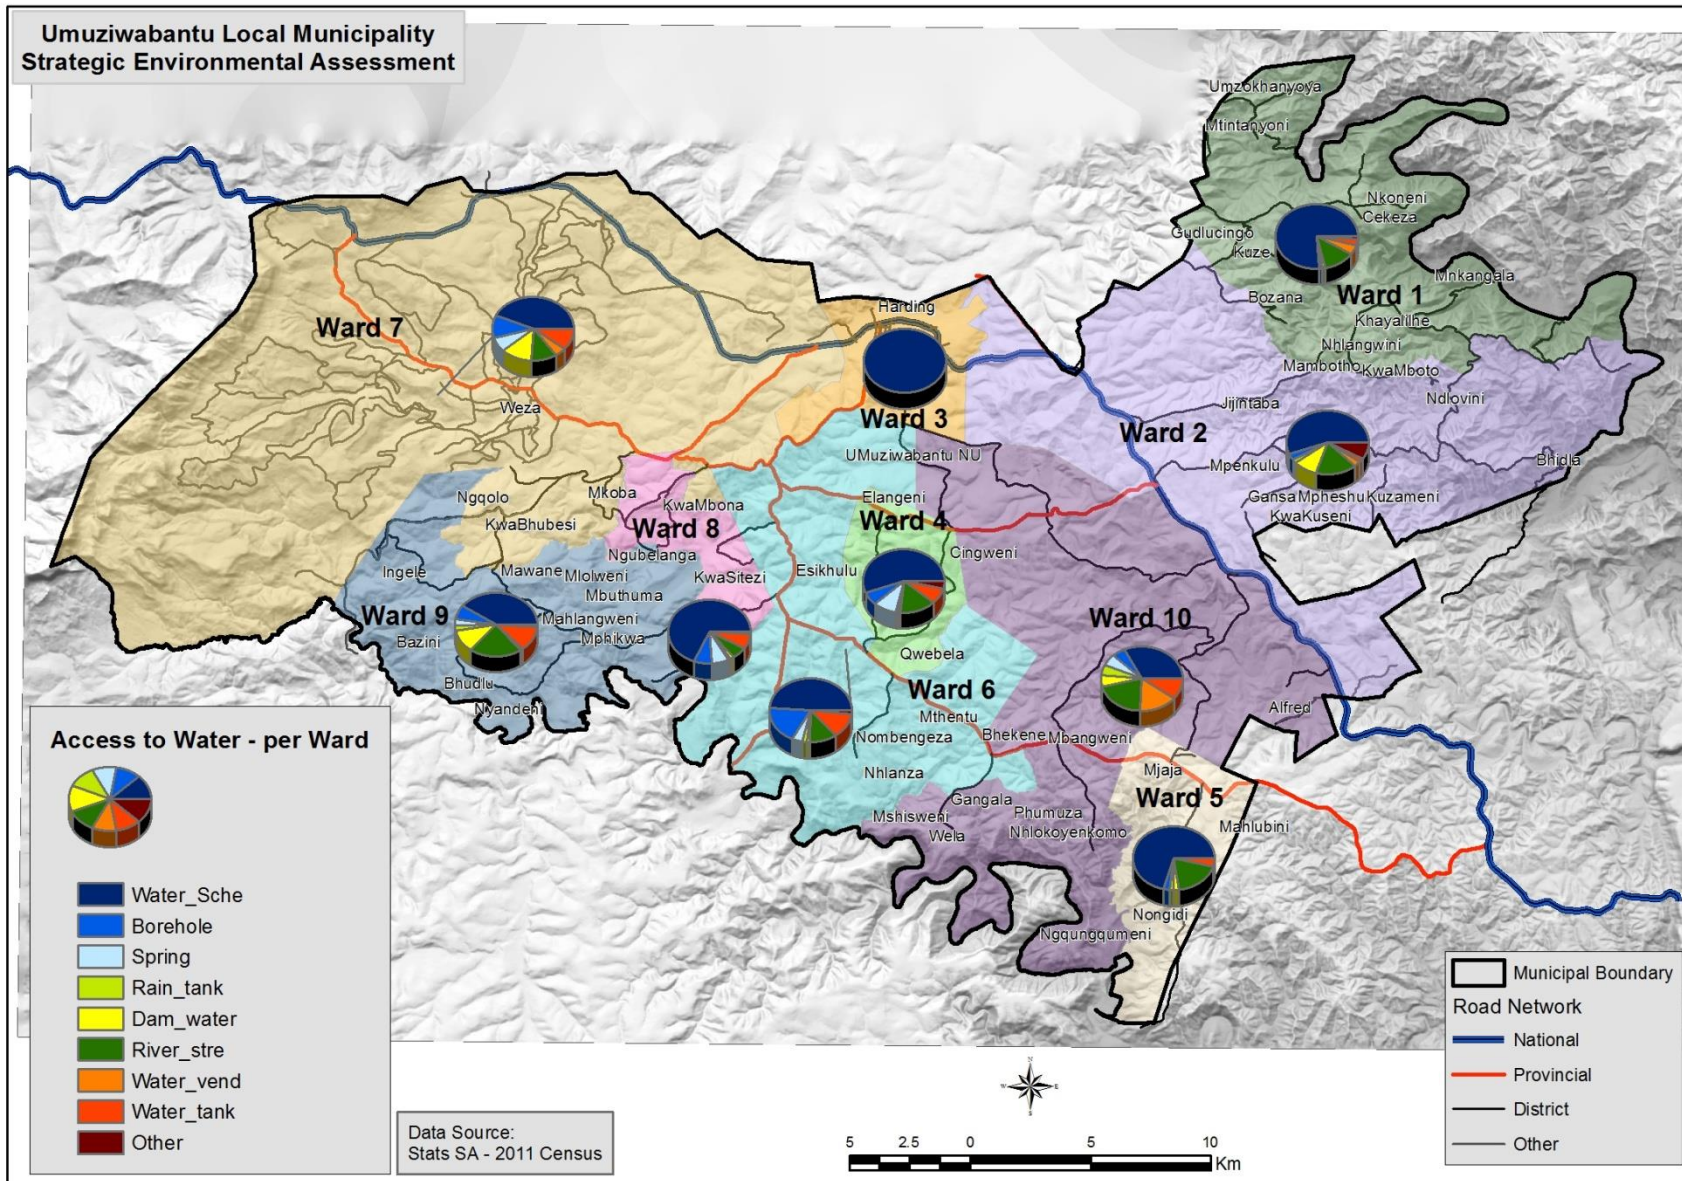 Umuziwabantu Local Municipality
Strategic Environmental Assessment
Umzokhanyoya
Mtintanyoni
Nkoneni
Cekeza
Gudlucingo
Kuze
Mnkangala
Bozana
Ward 1
Khayalihe
Nhlangwini
Mambotho
KwaMboto
Ndlovini
Harding
Ward 7
Weza
Ward 3
Jijintaba
Ward 2
UMuziwabantu NU
Mpenkulu
Bhidla
Gansa
Mpheshu
Kuzameni
KwaKuseni
Ngqolo
Mkoba
KwaMbona
Elangeni
KwaBhubesi
Ward 8
Ward 4
Ngubelanga
Cingweni
Ingele
Mawane
Mlolweni
KwaSitezi
Esikhulu
Mbuthuma
Ward 9
Mahlangweni
Ward 10
Bazini
Mphikwa
Qwebela
Bhudlu
Ward 6
Nyandeni
Mthentu
Alfred
Nombengeza
Bhekene
Mbangweni
Nhlanza
Mjaja
Gangala
Ward 5
Mshisweni
Phumuza
Wela
Nhlokoyenkomo
Mahlubini
Nongidi
Ngqungqumeni
Access to Water - per Ward
Water_Sche
Borehole
Spring
Rain_tank
Dam_water
River_stre
Water_vend
Water_tank
Other
Data Source:
Stats SA - 2011 Census
N
W
E
S
5 2.5 0 5 10
Km
Municipal Boundary
Road Network
National
Provincial
District
Other